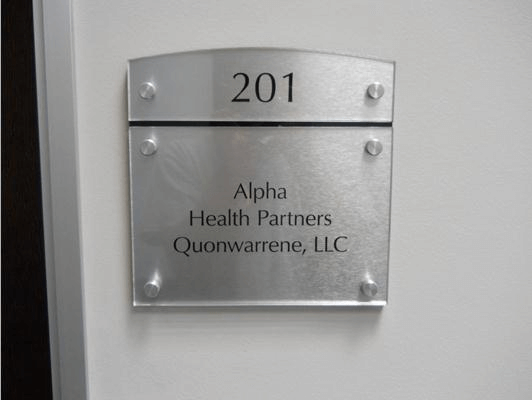 201
Alpha
Health Partners
Quonwarrene, LLC